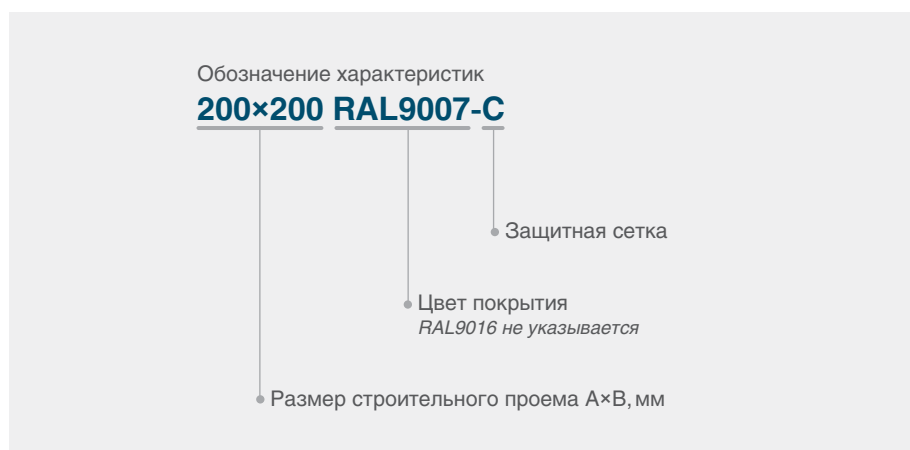 Обозначение характеристик
200×200 RAL9007-С
Защитная сетка
Цвет покрытия
RAL9016 не указывается
Размер строительного проема А×В, мм